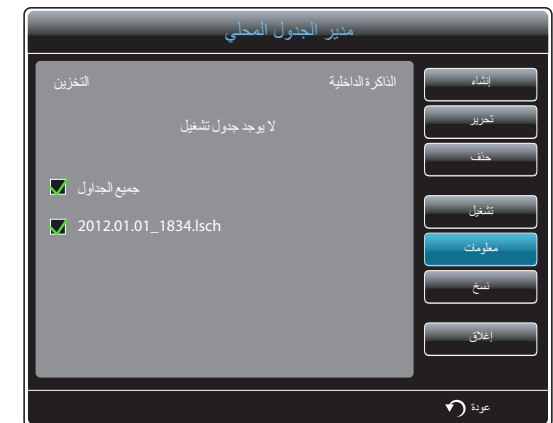 مدير الجدول المحلي
الذاكرة الداخلية
التخزين
لا يوجد جدول تشغيل
جميع الجداول
2012.01.01_1834.lsch
إنشاء
تحرير
حذف
تشغيل
معلومات
نسخ
إغلاق
عودة